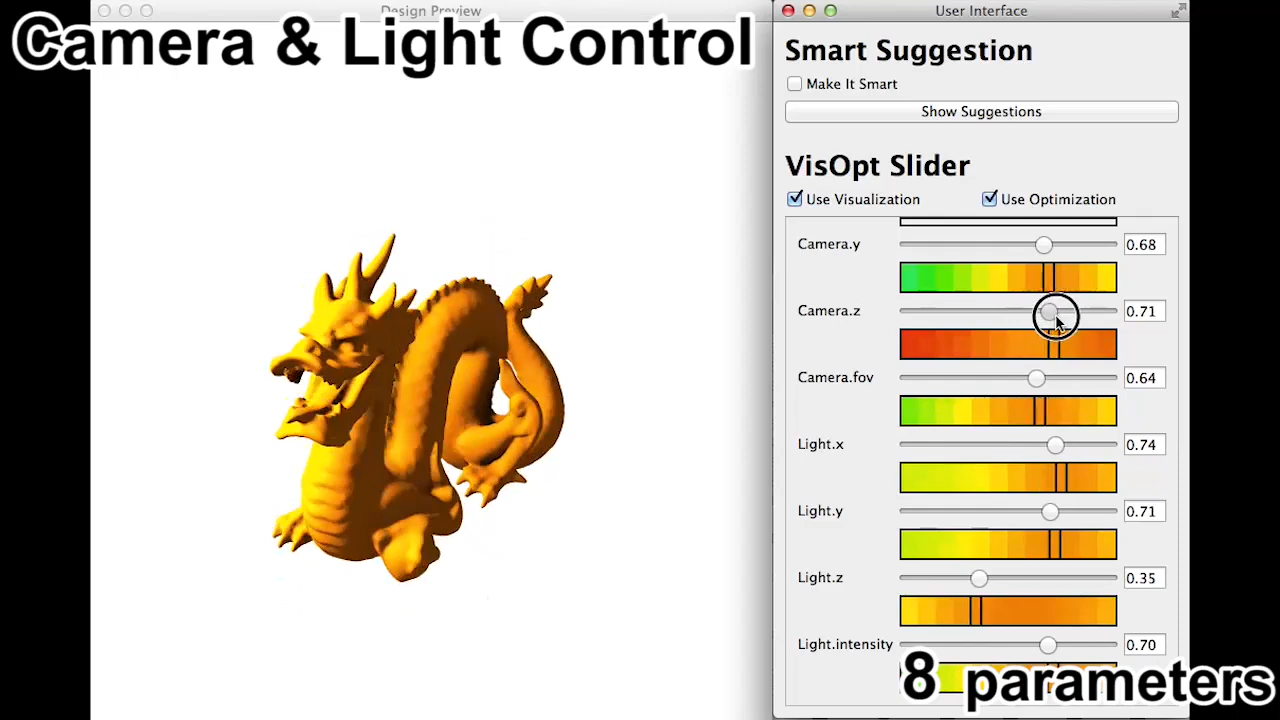 Design Preview
Camera & Light Control
User Interface
Smart Suggestion
Make It Smart
Show Suggestions
VisOpt Slider
Use Visualization
Use Optimization
Camera.y
0.68
Camera.z
0.71
Camera.fov
0.64
Light.x
0.74
Light.y
0.71
Light.z
0.35
Light.intensity
0.70
8 parameters